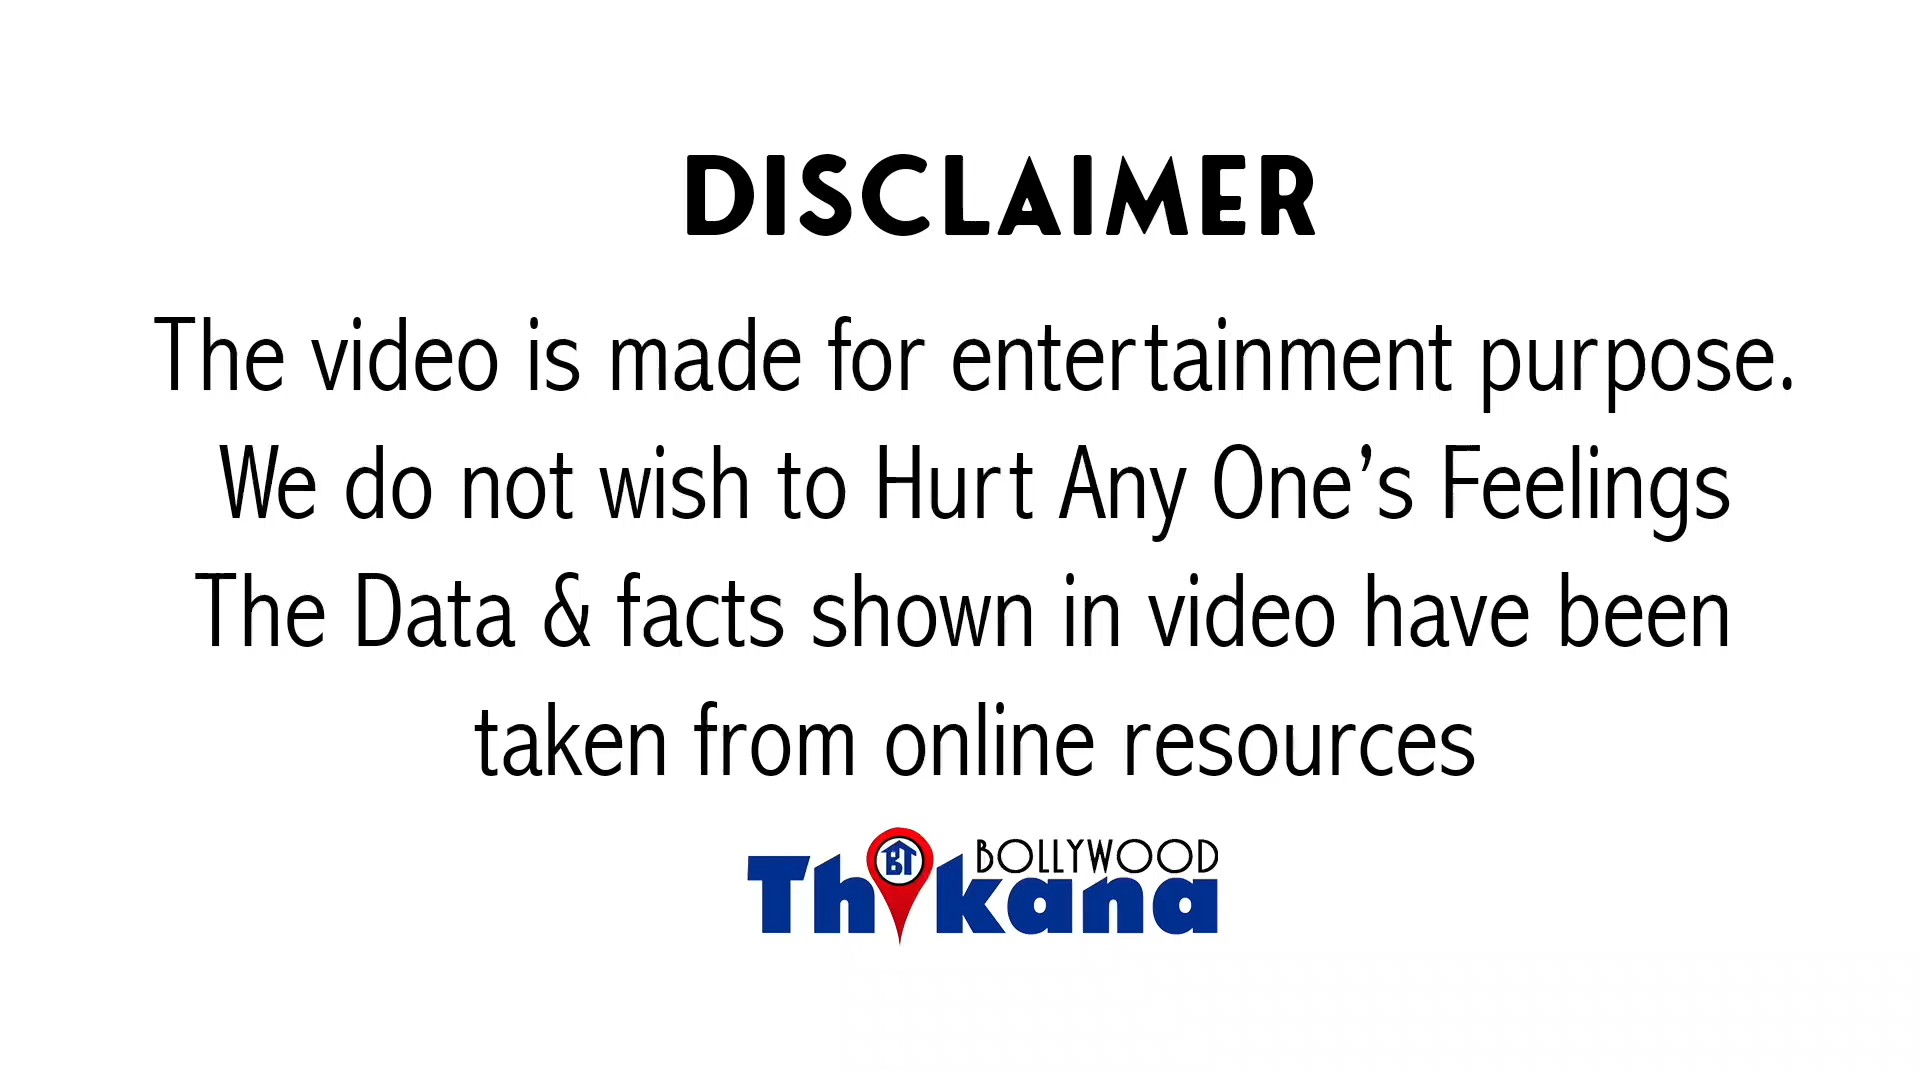 DISCLAIMER
The video is made for entertainment purpose.
We do not wish to Hurt Any One’s Feelings
The Data & facts shown in video have been
taken from online resources
BT BOLLYWOOD
Thikana